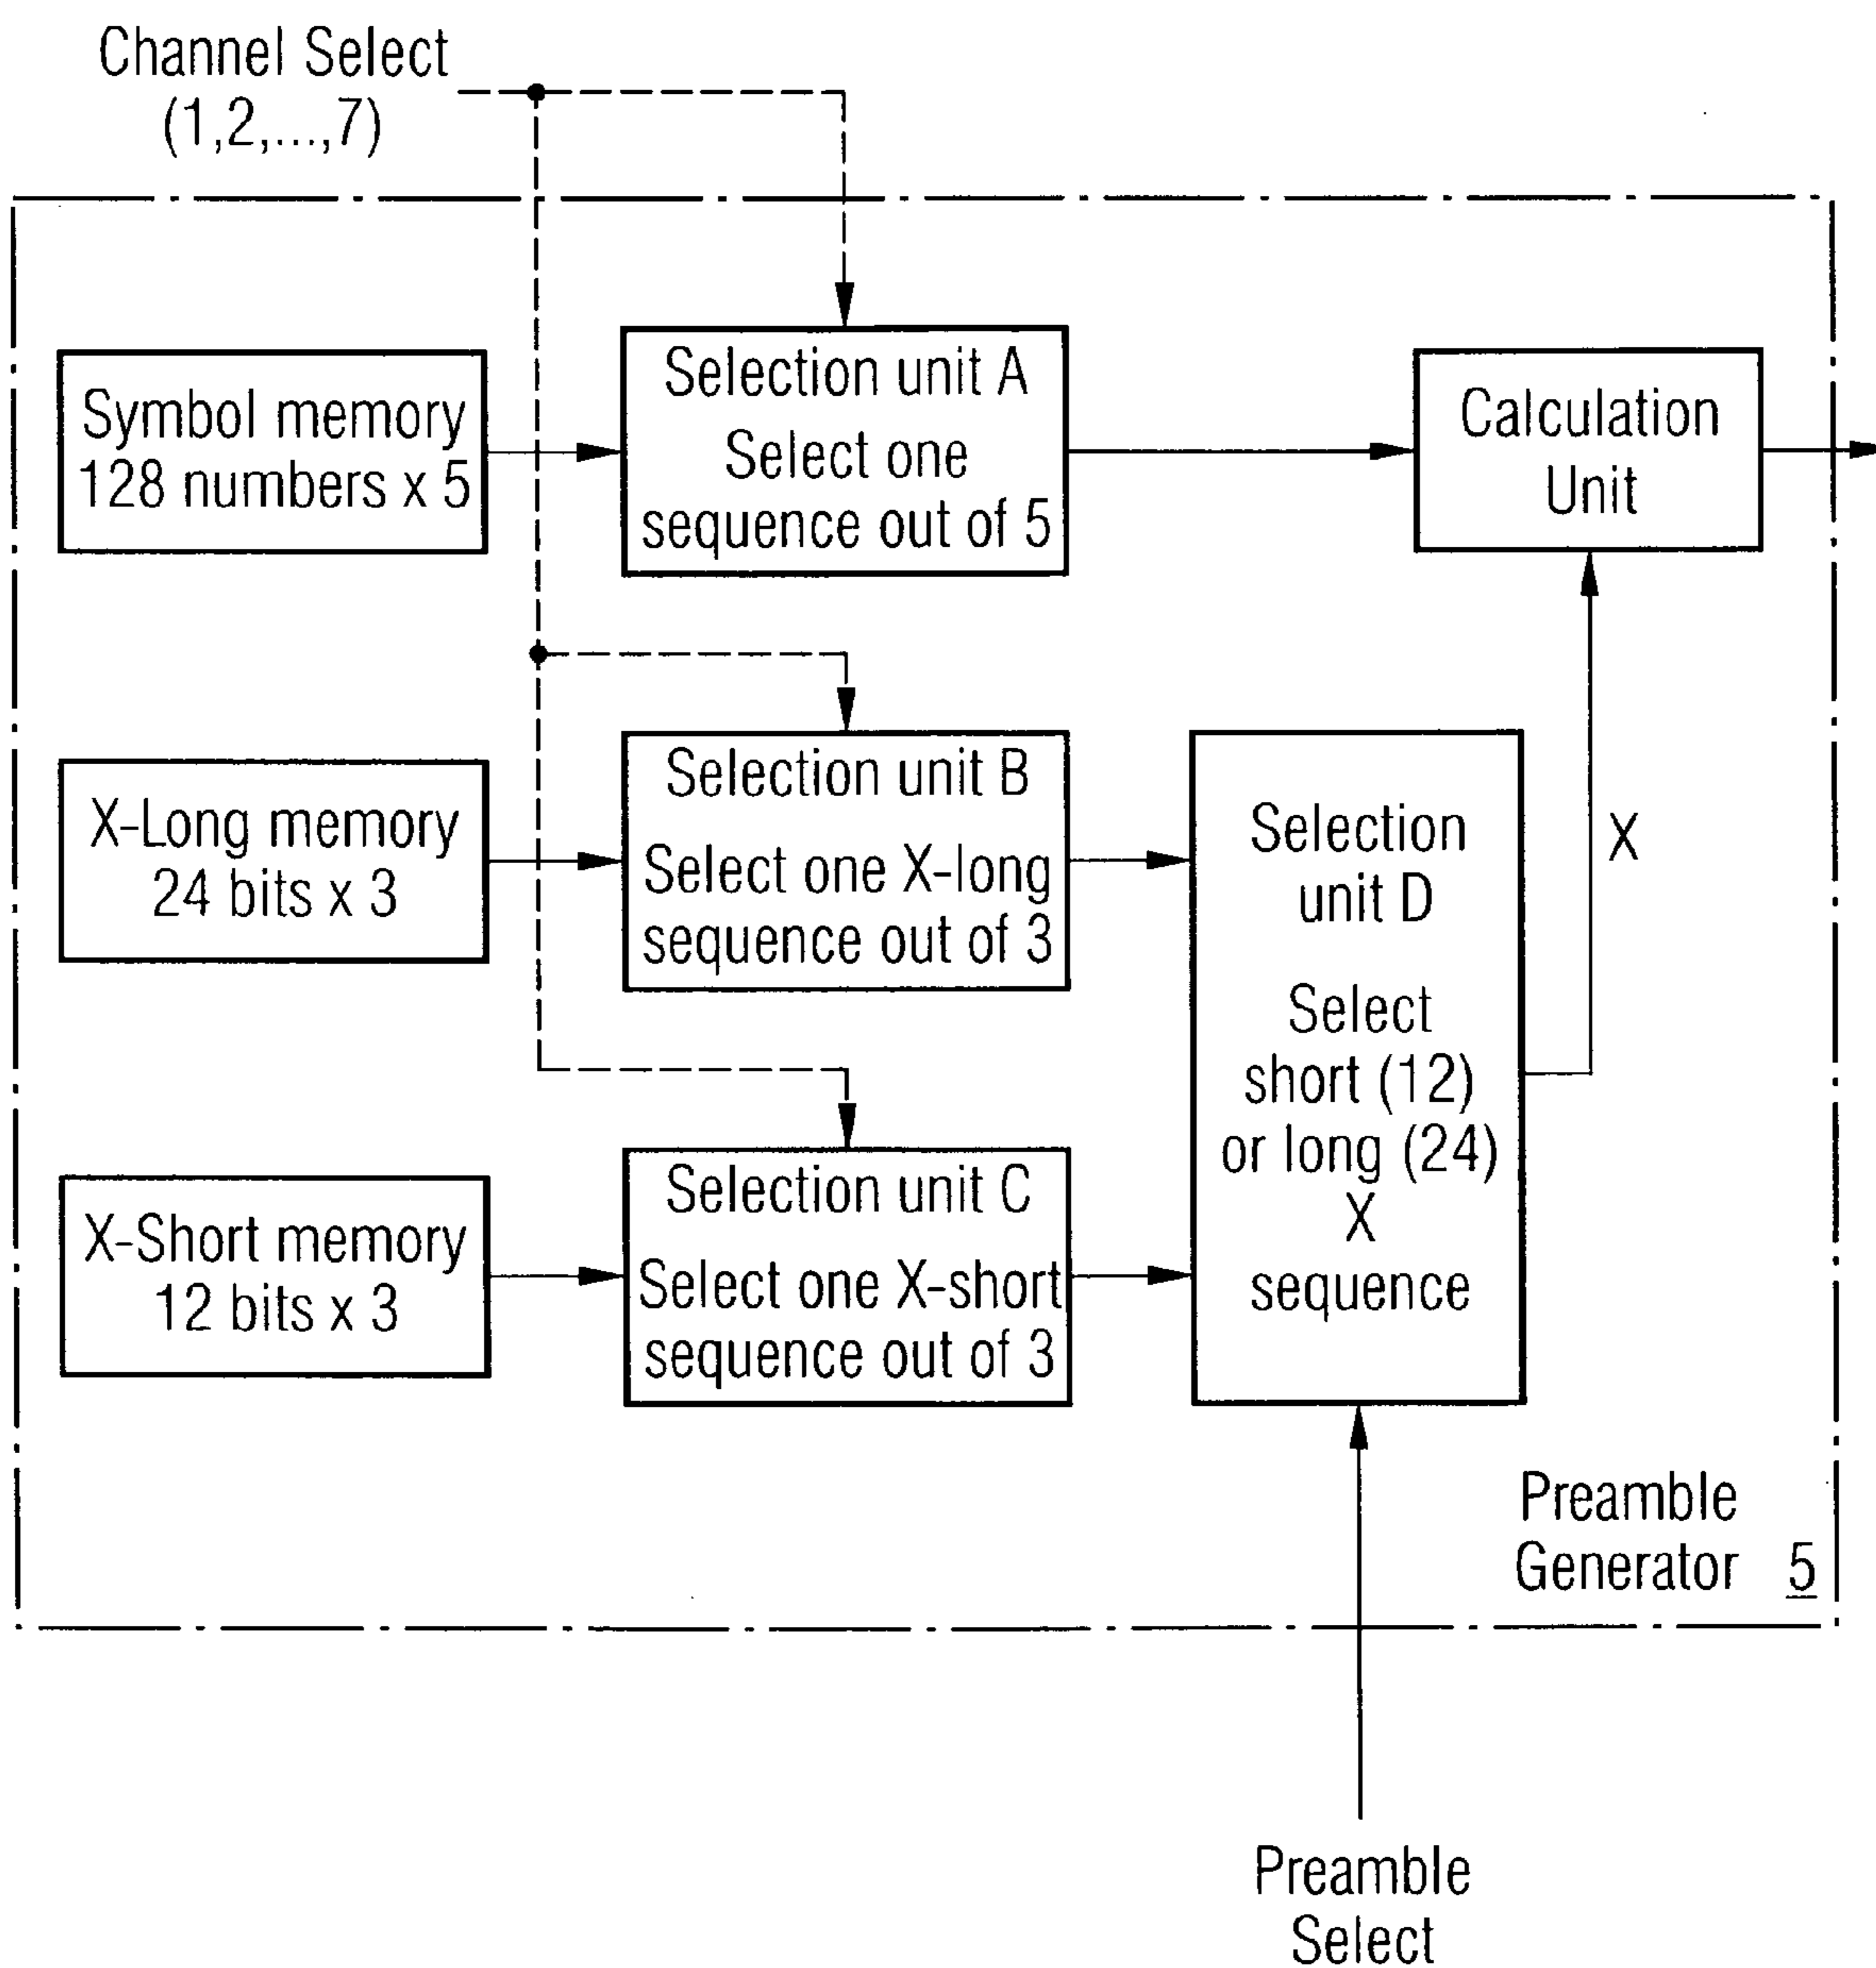 Channel Select
(1,2,...,7)
Symbol memory
128 numbers x 5
Selection unit A
Select one
sequence out of 5
Calculation
Unit
X-Long memory
24 bits x 3
Selection unit B
Select one X-long
sequence out of 3
Selection
unit D
Select
short (12)
or long (24)
X
sequence
X
X-Short memory
12 bits x 3
Selection unit C
Select one X-short
sequence out of 3
Preamble
Generator 5
Preamble
Select